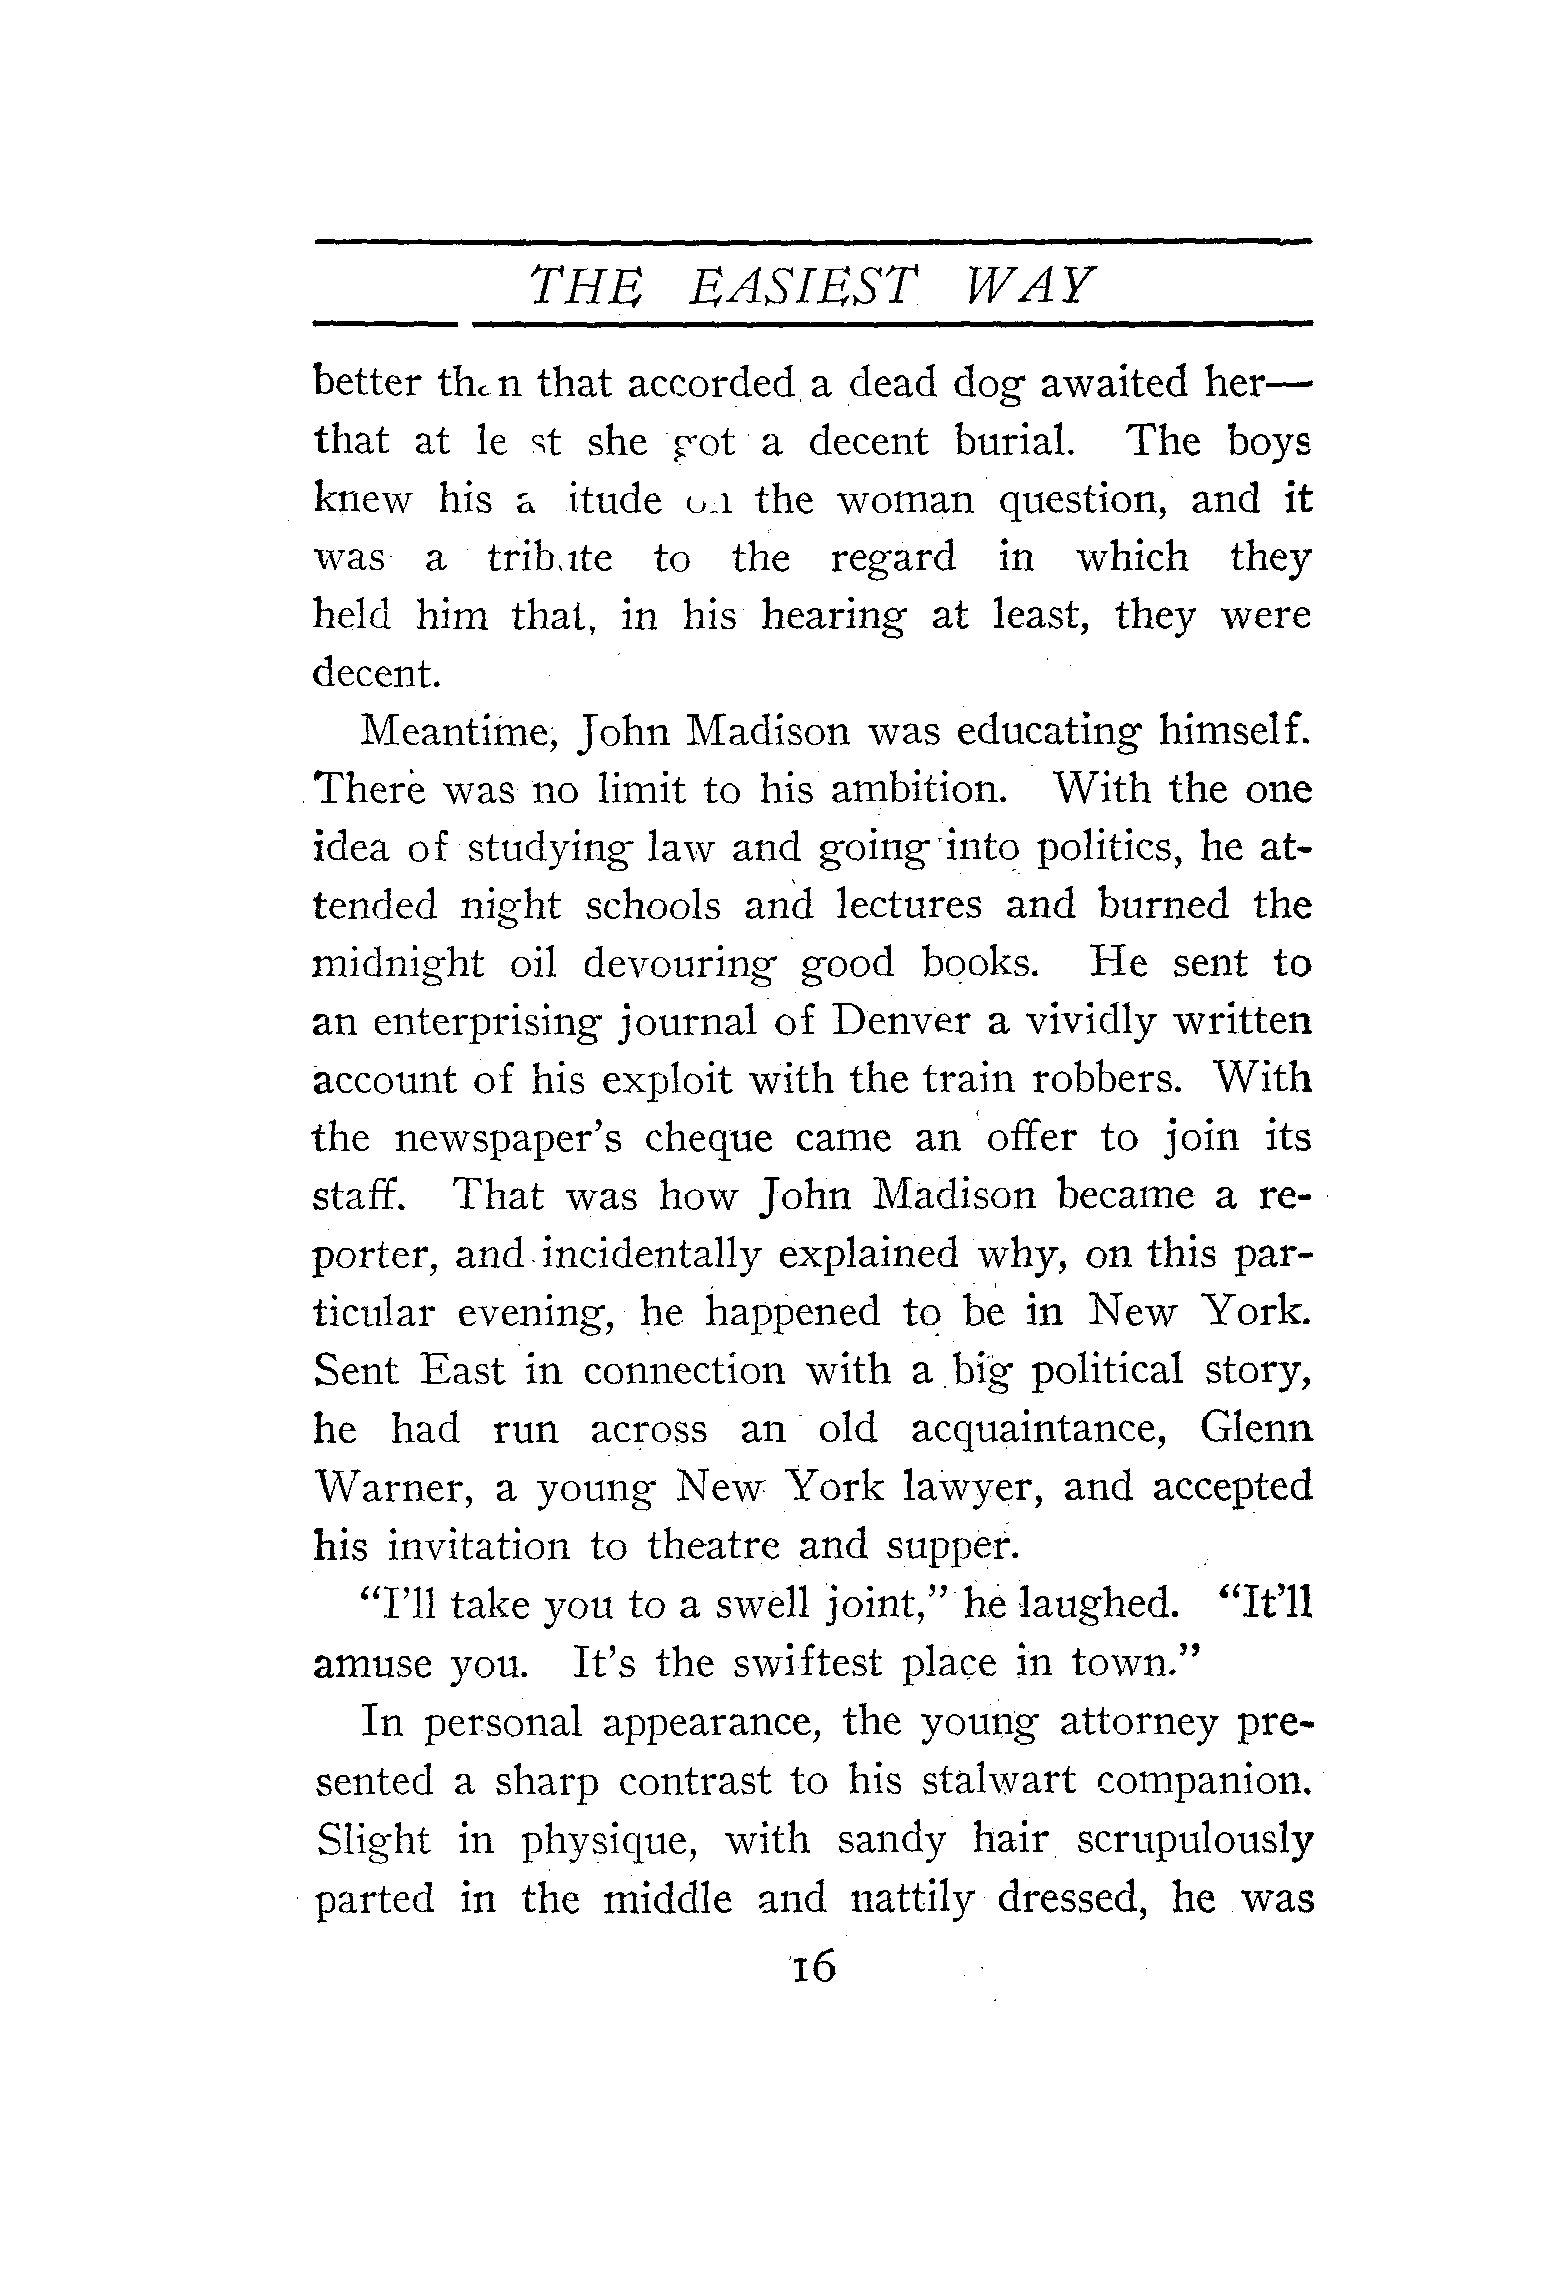 THE EASIEST WAY
better than that accorded a dead dog awaited her—
that at least she got a decent burial. The boys
knew his attitude on the woman question, and it
was a tribute to the regard in which they
held him that, in his hearing at least, they were
decent.
Meantime, John Madison was educating himself.
There was no limit to his ambition. With the one
idea of studying law and going into politics, he at-
tended night schools and lectures and burned the
midnight oil devouring good books. He sent to
an enterprising journal of Denver a vividly written
account of his exploit with the train robbers. With
the newspaper's cheque came an offer to join its
staff. That was how John Madison became a re-
porter, and incidentally explained why, on this par-
ticular evening, he happened to be in New York.
Sent East in connection with a big political story,
he had run across an old acquaintance, Glenn
Warner, a young New York lawyer, and accepted
his invitation to theatre and supper.
"I'll take you to a swell joint," he laughed. "It'll
amuse you. It's the swiftest place in town."
In personal appearance, the young attorney pre-
sented a sharp contrast to his stalwart companion.
Slight in physique, with sandy hair scrupulously
parted in the middle and nattily dressed, he was
16